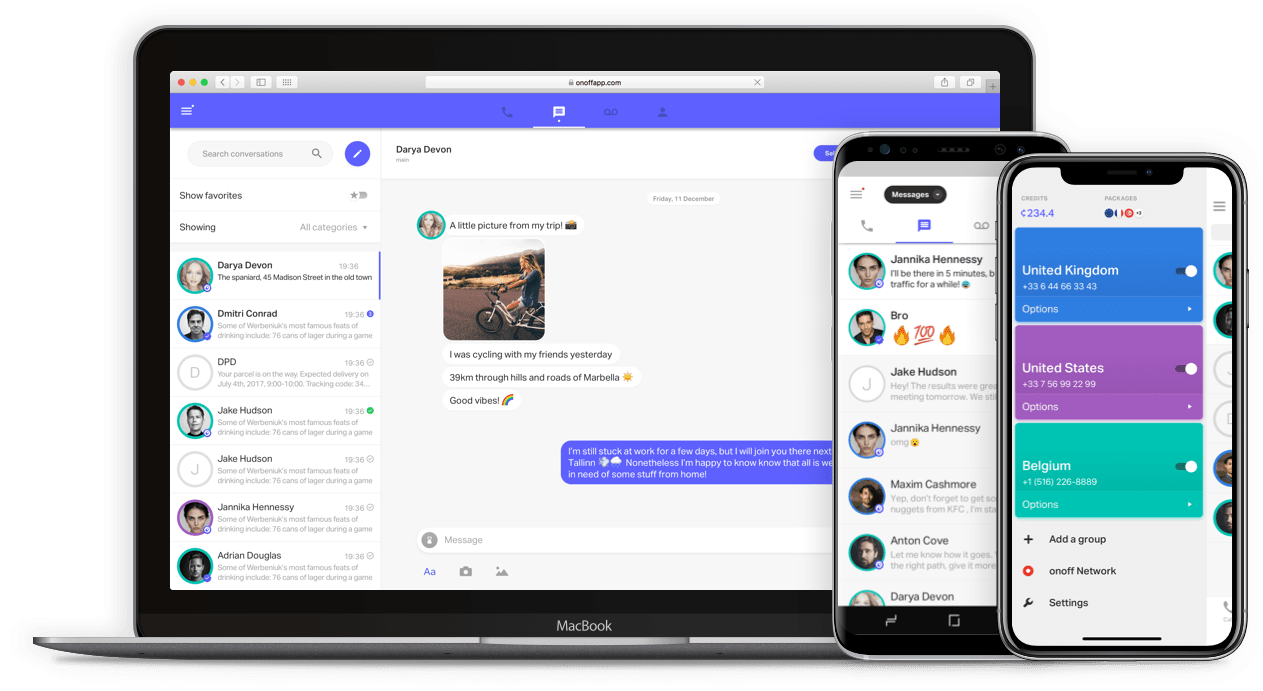 onoffapp.com
Search conversations
Show favorites
Showing
All categories
Darya Devon
19:36
The spaniard, 45 Madison Street in the old town
Dmitri Conrad
19:36
Some of Werbeniuk's most famous feats of
drinking include: 76 cans of lager during a game
D
DPD
19:36
Your parcel is on the way. Expected delivery on
July 4th, 2017, 9:00-10:00. Tracking code: 34...
Jake Hudson
19:36
Some of Werbeniuk's most famous feats of
drinking include: 76 cans of lager during a game
J
Jake Hudson
19:36
Some of Werbeniuk's most famous feats of
drinking include: 76 cans of lager during a game
Jannika Hennessy
19:36
Some of Werbeniuk's most famous feats of
drinking include: 76 cans of lager during a game
Adrian Douglas
19:36
Some of Werbeniuk's most famous feats of
drinking include: 76 cans of lager during a game
Darya Devon
main
Friday, 11 December
A little picture from my trip! 📸
I was cycling with my friends yesterday
39km through hills and roads of Marbella ☀️
Good vibes! 🌈
I'm still stuck at work for a few days, but I will join you there next
Tallinn 💨🌧️ Nonetheless I'm happy to know know that all is we
in need of some stuff from home!
Message
Aa
MacBook
Messages
Jannika Hennessy
I'll be there in 5 minutes, b
traffic for a while! 🥶
Bro
🔥 💯 🔥
J
Jake Hudson
Hey! The results were gre
meeting tomorrow. We still
Jannika Hennessy
omg 😮
Maxim Cashmore
Yep, don't forget to get so
nuggets from KFC , I'm sta
Anton Cove
Let me know how it goes.
the right path, give it more
Darya Devon
CREDITS
¢234.4
PACKAGES
+3
United Kingdom
+33 6 44 66 33 43
Options
United States
+33 7 56 99 22 99
Options
Belgium
+1 (516) 226-8889
Options
Add a group
onoff Network
Settings